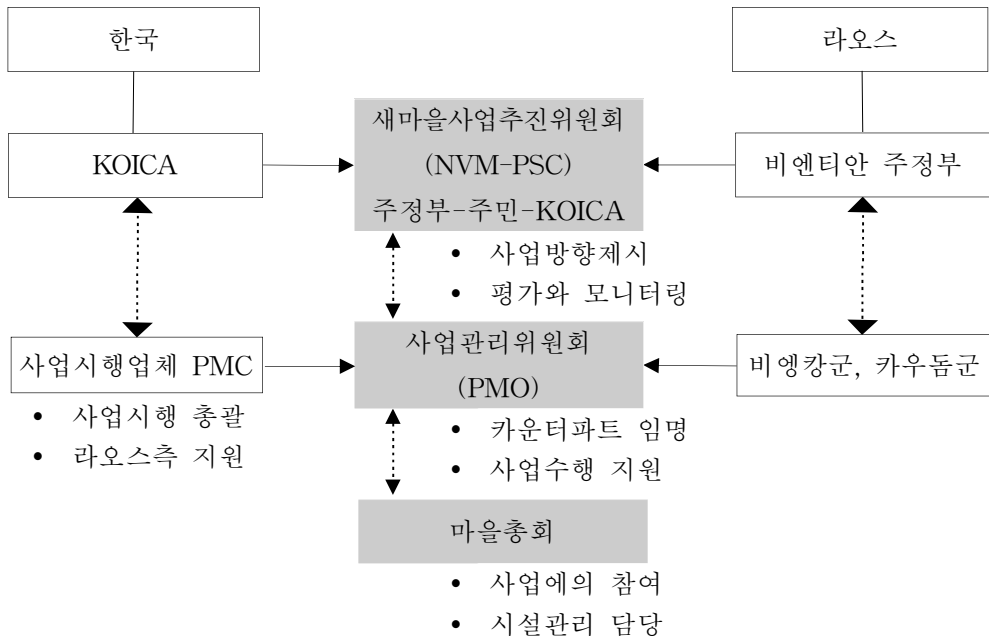 한국
라오스
새마을사업추진위원회
(NVM-PSC)
주정부-주민-KOICA
KOICA
비엔티안 주정부
• 사업방향제시
• 평가와 모니터링
사업시행업체 PMC
• 사업시행 총괄
• 라오스측 지원
사업관리위원회
(PMO)
비엥캉군, 카우돔군
• 카운터파트 임명
• 사업수행 지원
마을총회
• 사업에의 참여
• 시설관리 담당